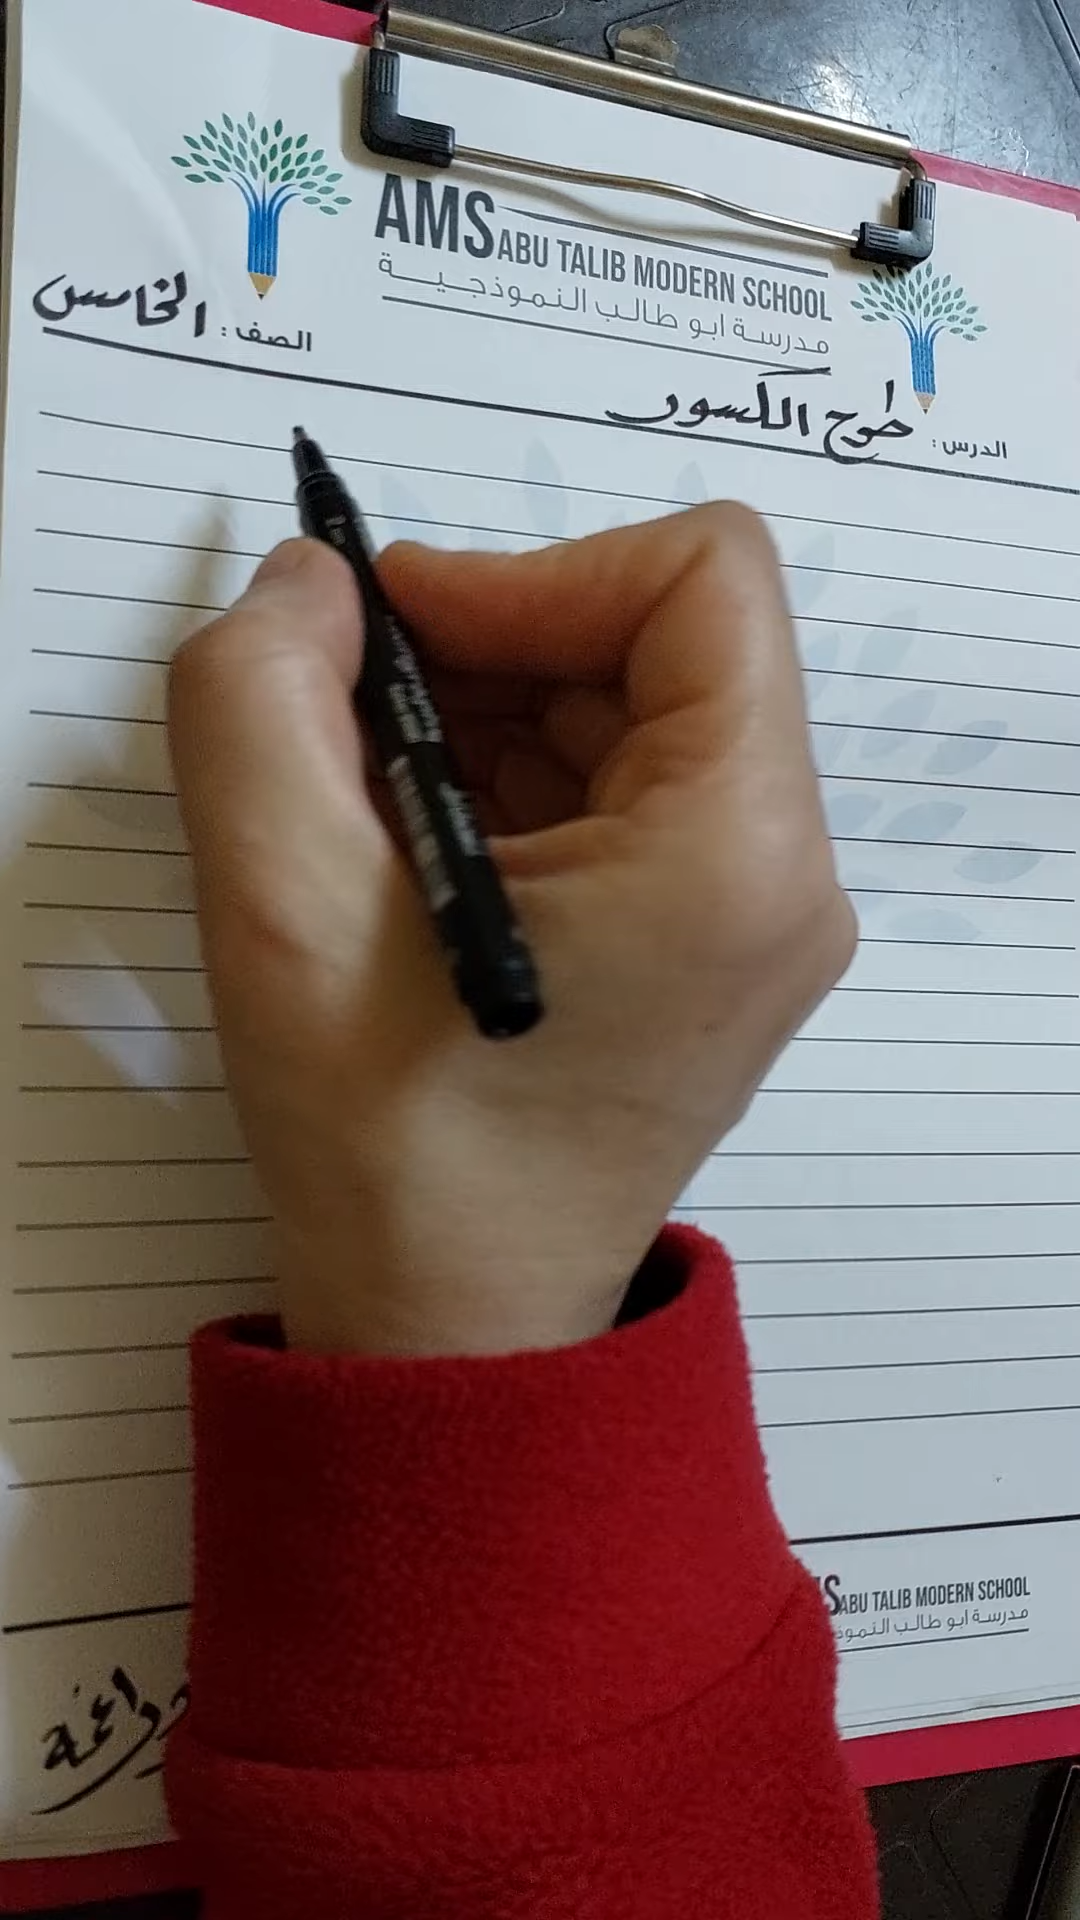 AMS ABU TALIB MODERN SCHOOL
مدرسة ابو طالب النموذجية
الصف : الخامس
الدرس : طرح الكسور
ABU TALIB MODERN SCHOOL
مدرسة ابو طالب